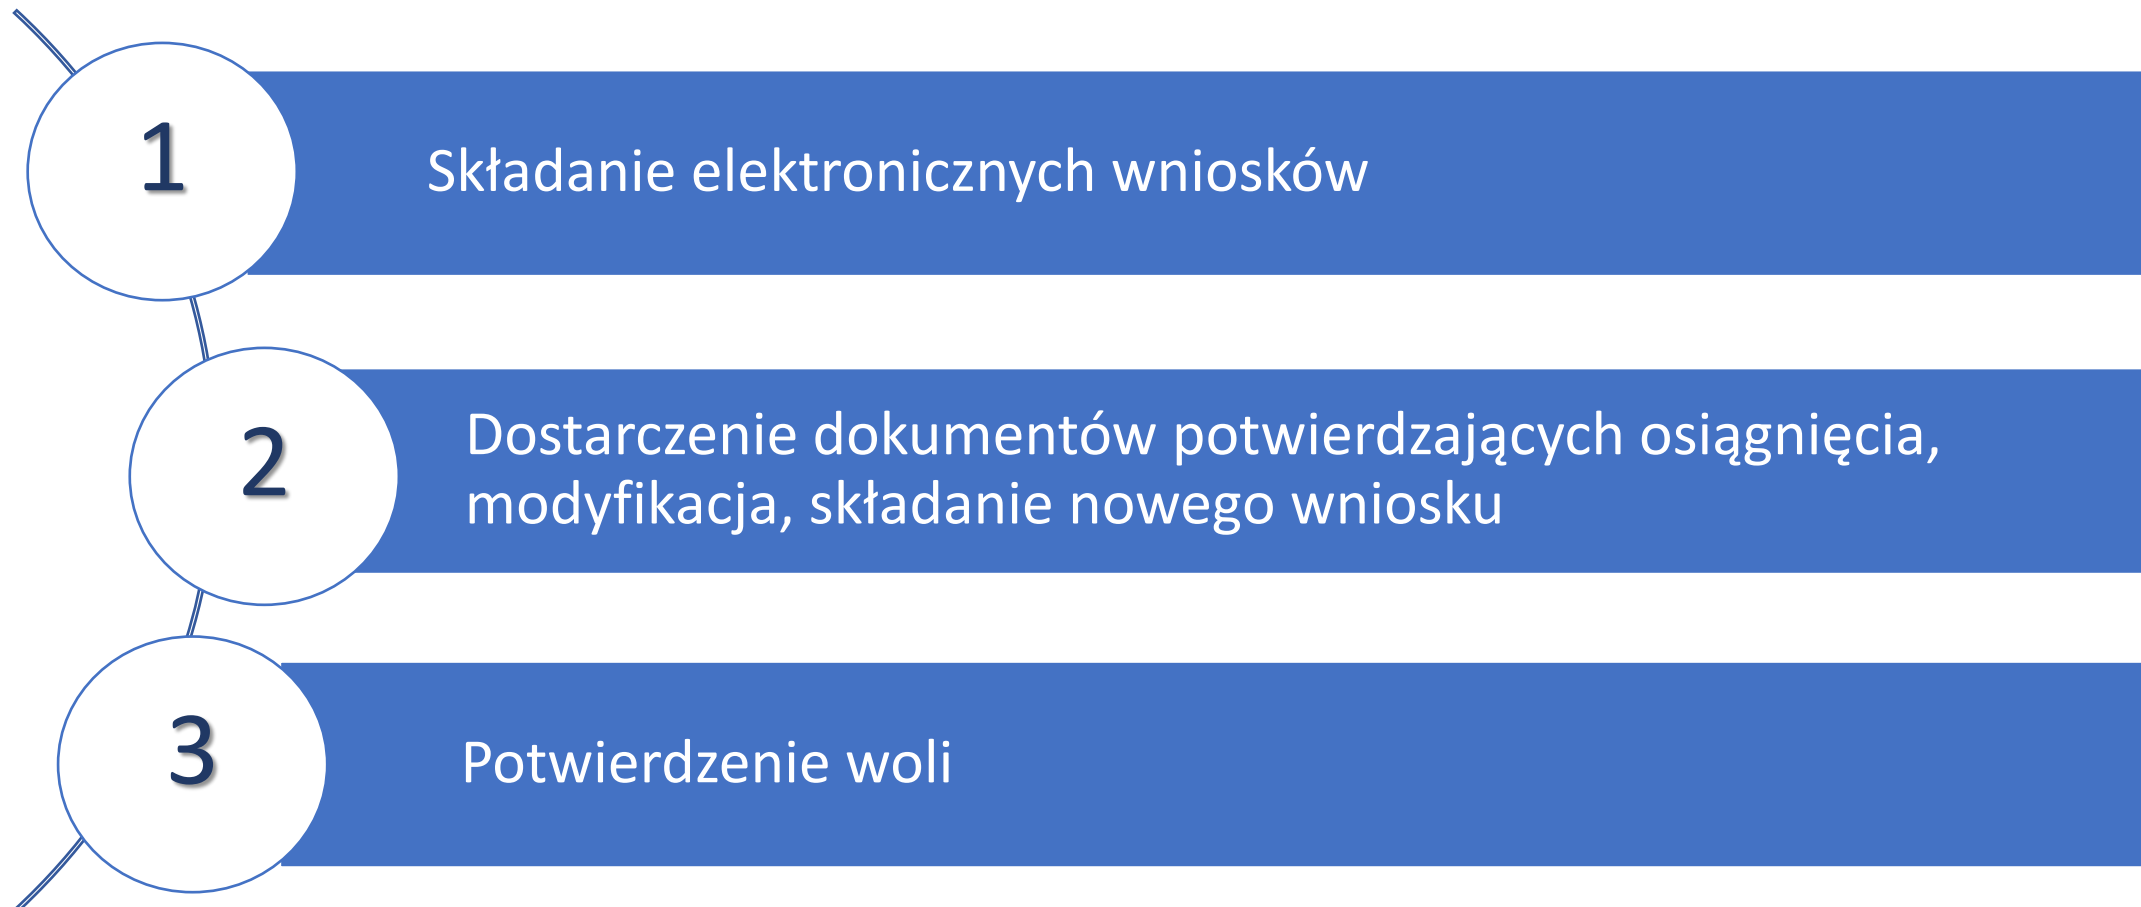 1
Składanie elektronicznych wniosków
2
Dostarczenie dokumentów potwierdzających osiągnięcia,
modyfikacja, składanie nowego wniosku
3
Potwierdzenie woli